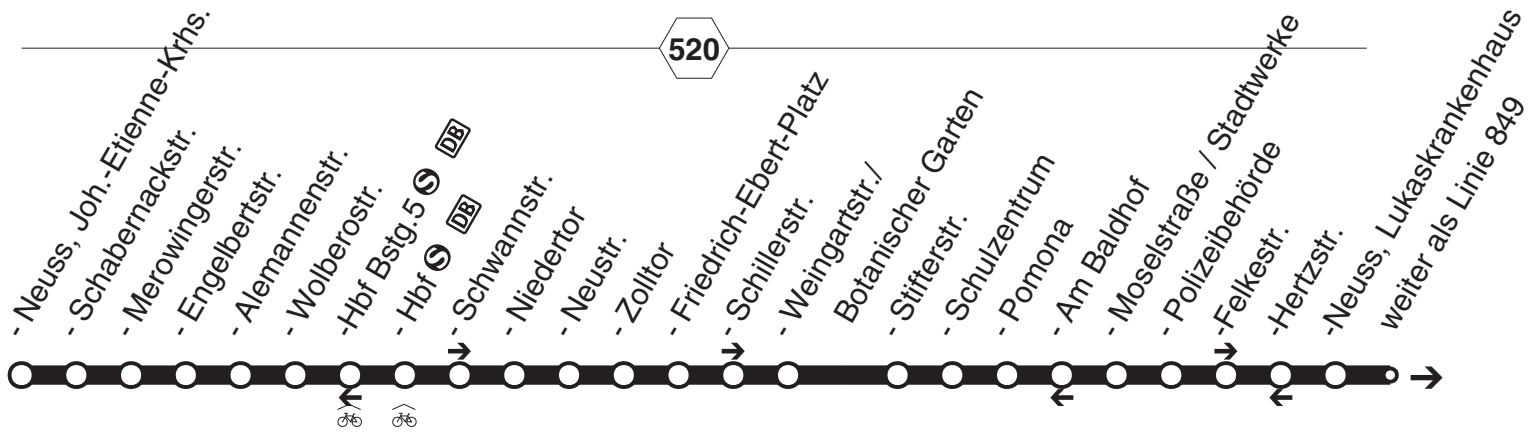 520
- Neuss, Joh.-Etienne-Krhs.
- Schabernackstr.
- Merowingerstr.
- Engelbertstr.
- Alemannenstr.
- Wolberostr.
-Hbf Bstg.5 S DB
- Hbf S DB
- Schwannstr.
- Niedertor
- Neustr.
- Zolltor
- Friedrich-Ebert-Platz
- Schillerstr.
- Weingartstr./
Botanischer Garten
- Stifterstr.
- Schulzentrum
- Pomona
- Am Baldhof
- Moselstraße / Stadtwerke
- Polizeibehörde
-Felkestr.
-Hertzstr.
-Neuss, Lukaskrankenhaus
weiter als Linie 849